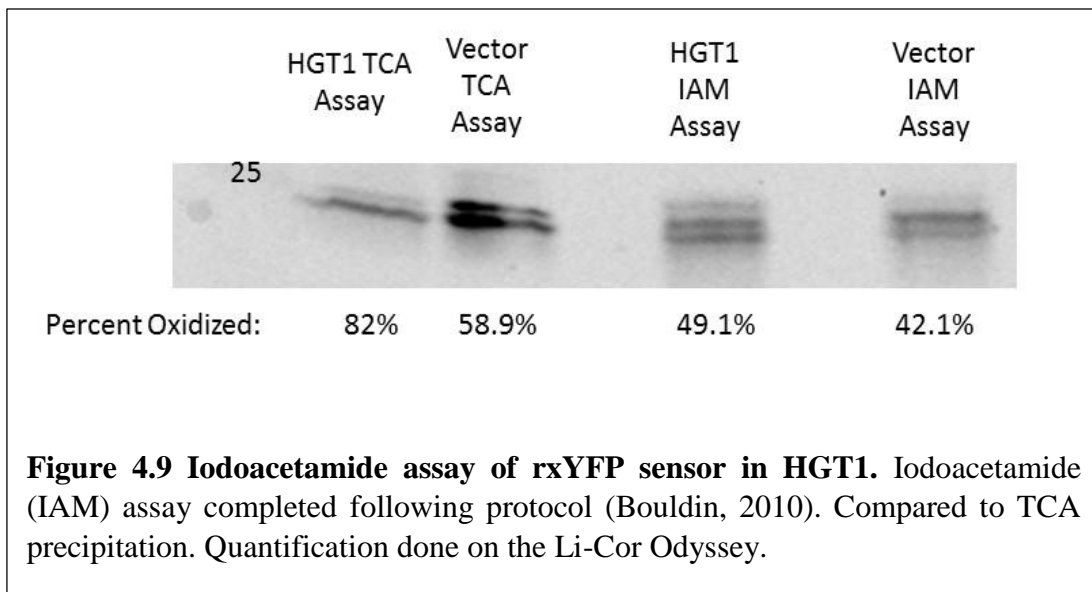 HGT1 TCA
Assay
Vector
TCA
Assay
HGT1
IAM
Assay
Vector
IAM
Assay
25
Percent Oxidized: 82% 58.9% 49.1% 42.1%
Figure 4.9 Iodoacetamide assay of rxYFP sensor in HGT1. Iodoacetamide
(IAM) assay completed following protocol (Bouldin, 2010). Compared to TCA
precipitation. Quantification done on the Li-Cor Odyssey.